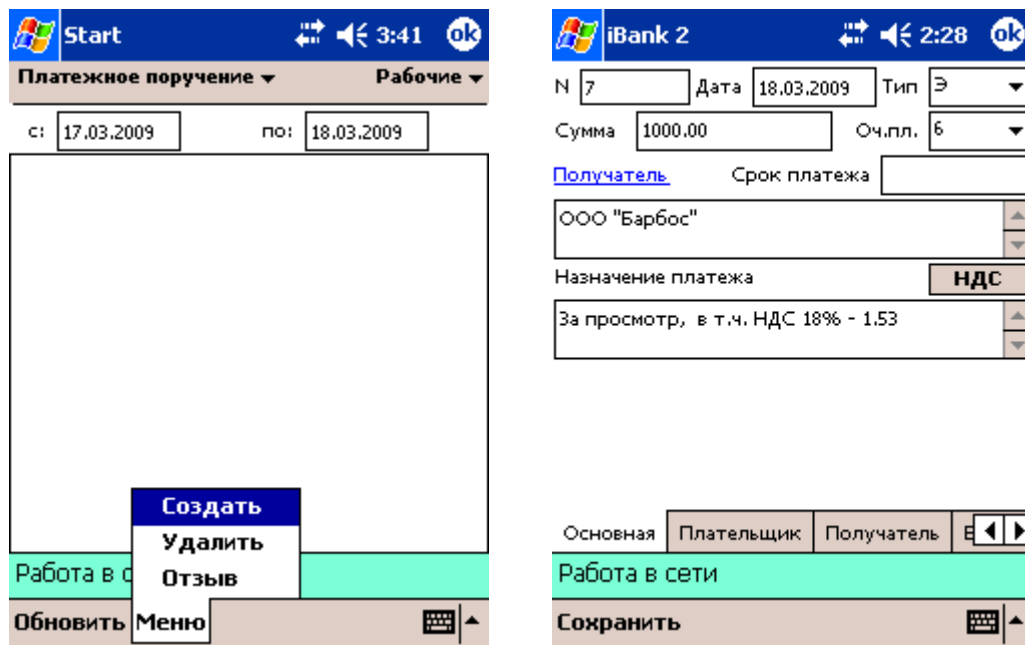 Start 3:41 ok
Платежное поручение Рабочие
с: 17.03.2009 по: 18.03.2009
Создать
Удалить
Отзыв
Работа в с
Обновить Меню
iBank 2 2:28 ok
N 7 Дата 18.03.2009 Тип Э
Сумма 1000.00 Оч.пл. 6
Получатель Срок платежа
ООО "Барбос"
Назначение платежа НДС
За просмотр, в т.ч. НДС 18% - 1.53
Основная Плательщик Получатель
Работа в сети
Сохранить